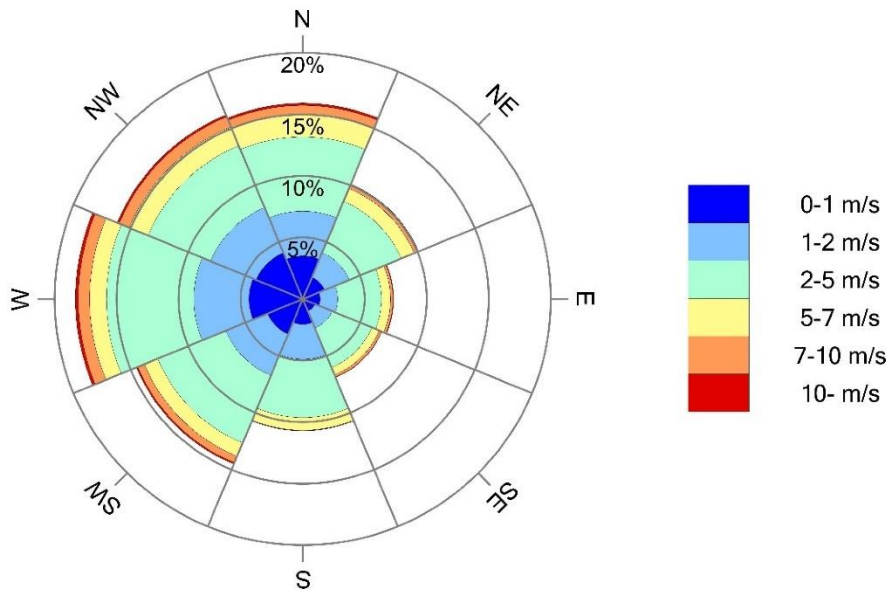 N
20%
NW
NE
15%
10%
5%
W
E
SW
SE
S
0-1 m/s
1-2 m/s
2-5 m/s
5-7 m/s
7-10 m/s
10- m/s